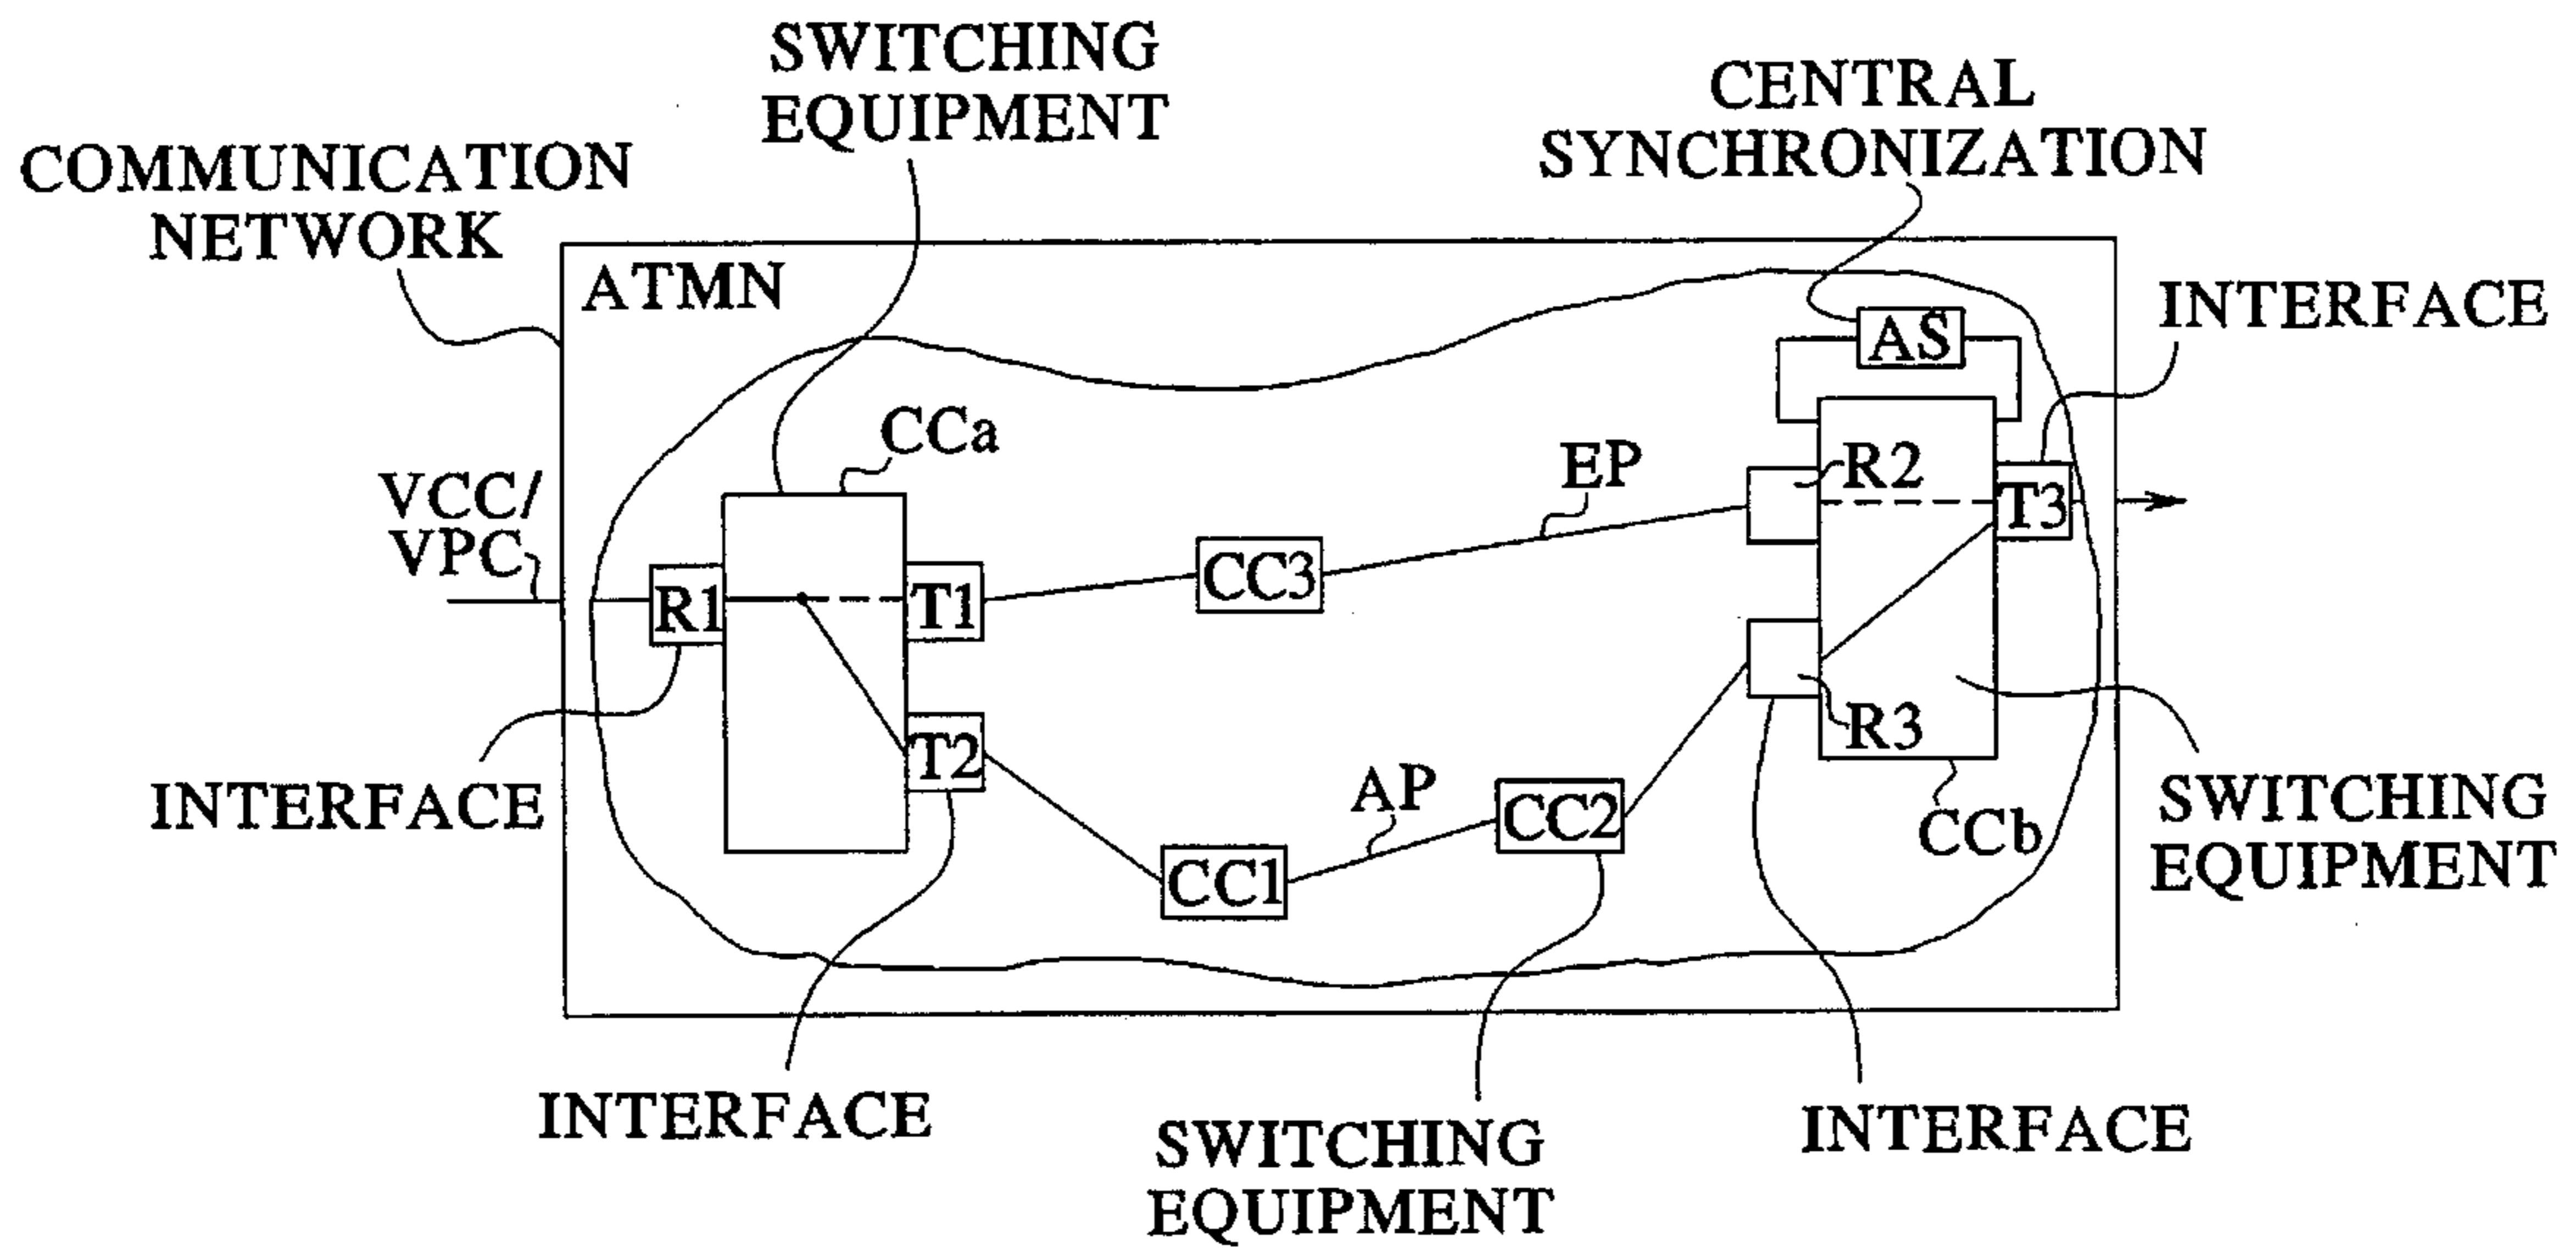 SWITCHING
EQUIPMENT
CENTRAL
SYNCHRONIZATION
COMMUNICATION
NETWORK
ATMN
INTERFACE
AS
CCa
VCC/
VPC
EP
R2
T3
CC3
R1
T1
R3
T2
AP
CC2
CCb
INTERFACE
SWITCHING
EQUIPMENT
CC1
INTERFACE
SWITCHING
EQUIPMENT
INTERFACE